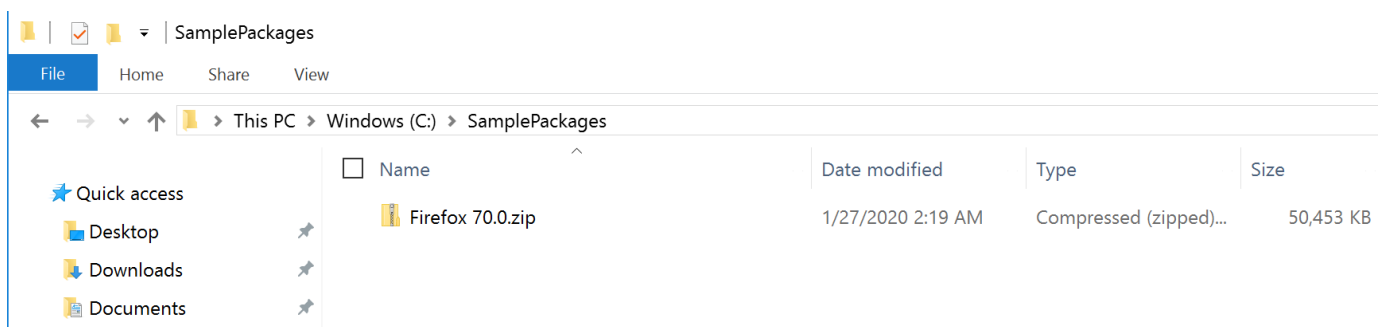 SamplePackages
File Home Share View
This PC > Windows (C:) > SamplePackages
Name Date modified Type Size
Quick access
Firefox 70.0.zip 1/27/2020 2:19 AM Compressed (zipped)... 50,453 KB
Desktop
Downloads
Documents